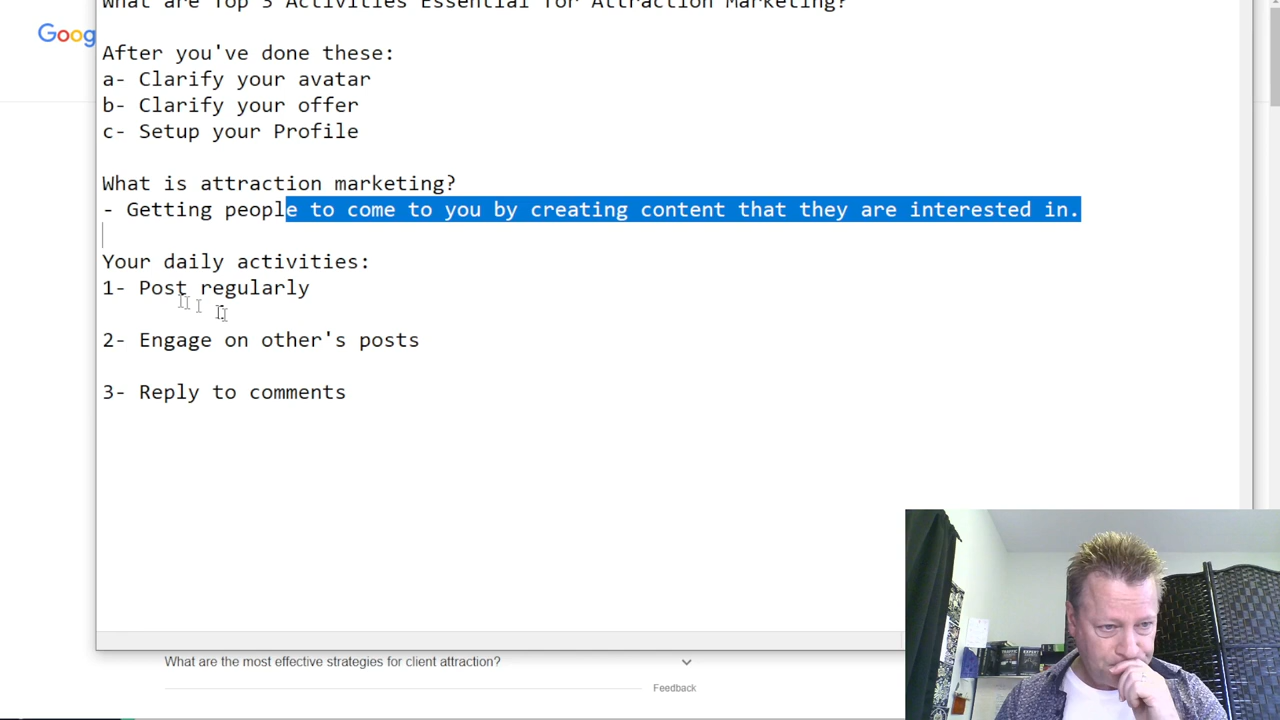 What are Top 3 Activities Essential for Attraction Marketing?
Goog
After you've done these:
a- Clarify your avatar
b- Clarify your offer
c- Setup your Profile
What is attraction marketing?
- Getting people to come to you by creating content that they are interested in.
Your daily activities:
1- Post regularly
2- Engage on other's posts
3- Reply to comments
What are the most effective strategies for client attraction?
Feedback